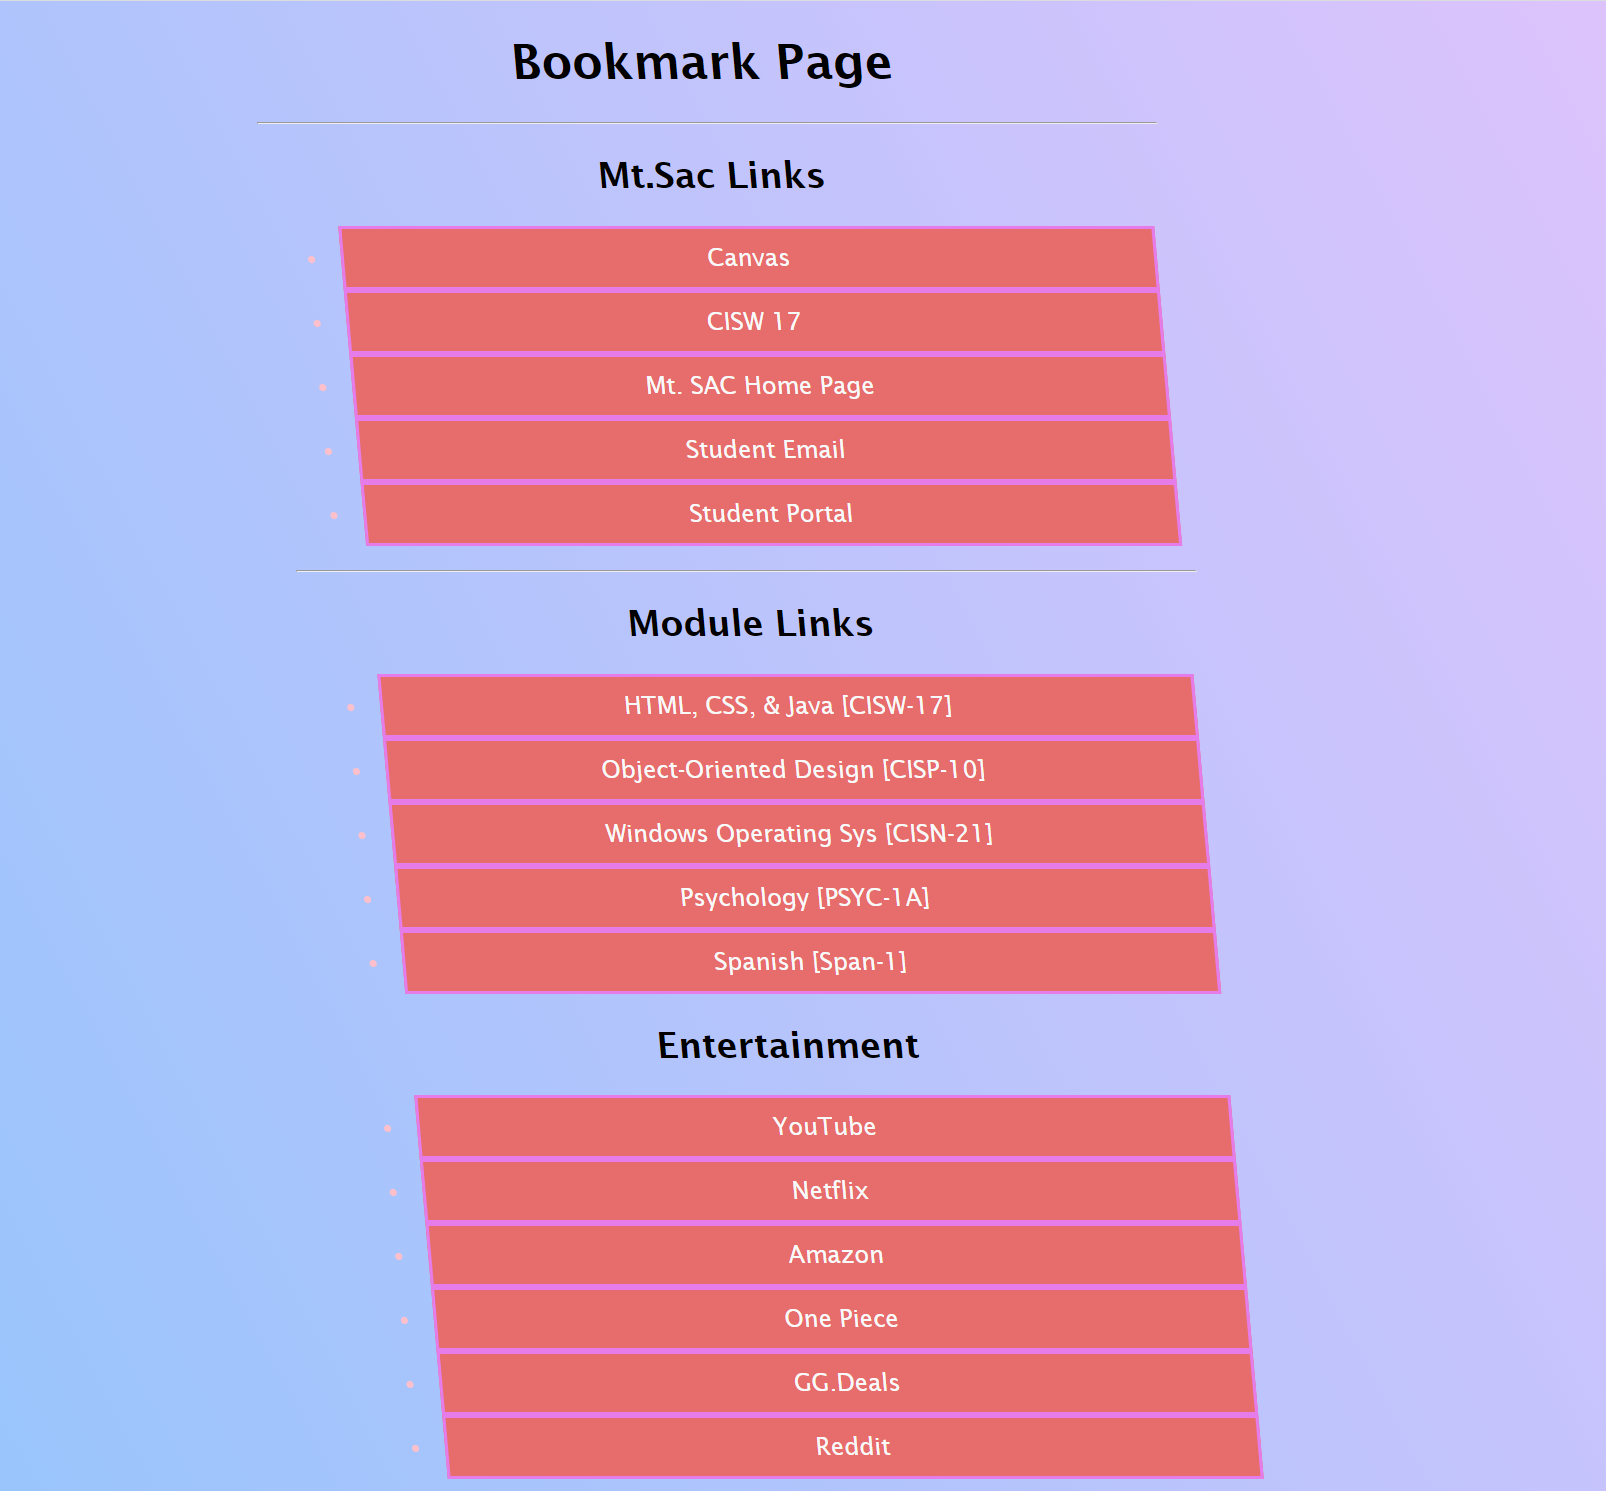 Bookmark Page
Mt.Sac Links
Canvas
CISW 17
Mt. SAC Home Page
Student Email
Student Portal
Module Links
HTML, CSS, & Java [CISW-17]
Object-Oriented Design [CISP-10]
Windows Operating Sys [CISN-21]
Psychology [PSYC-1A]
Spanish [Span-1]
Entertainment
YouTube
Netflix
Amazon
One Piece
GG.Deals
Reddit